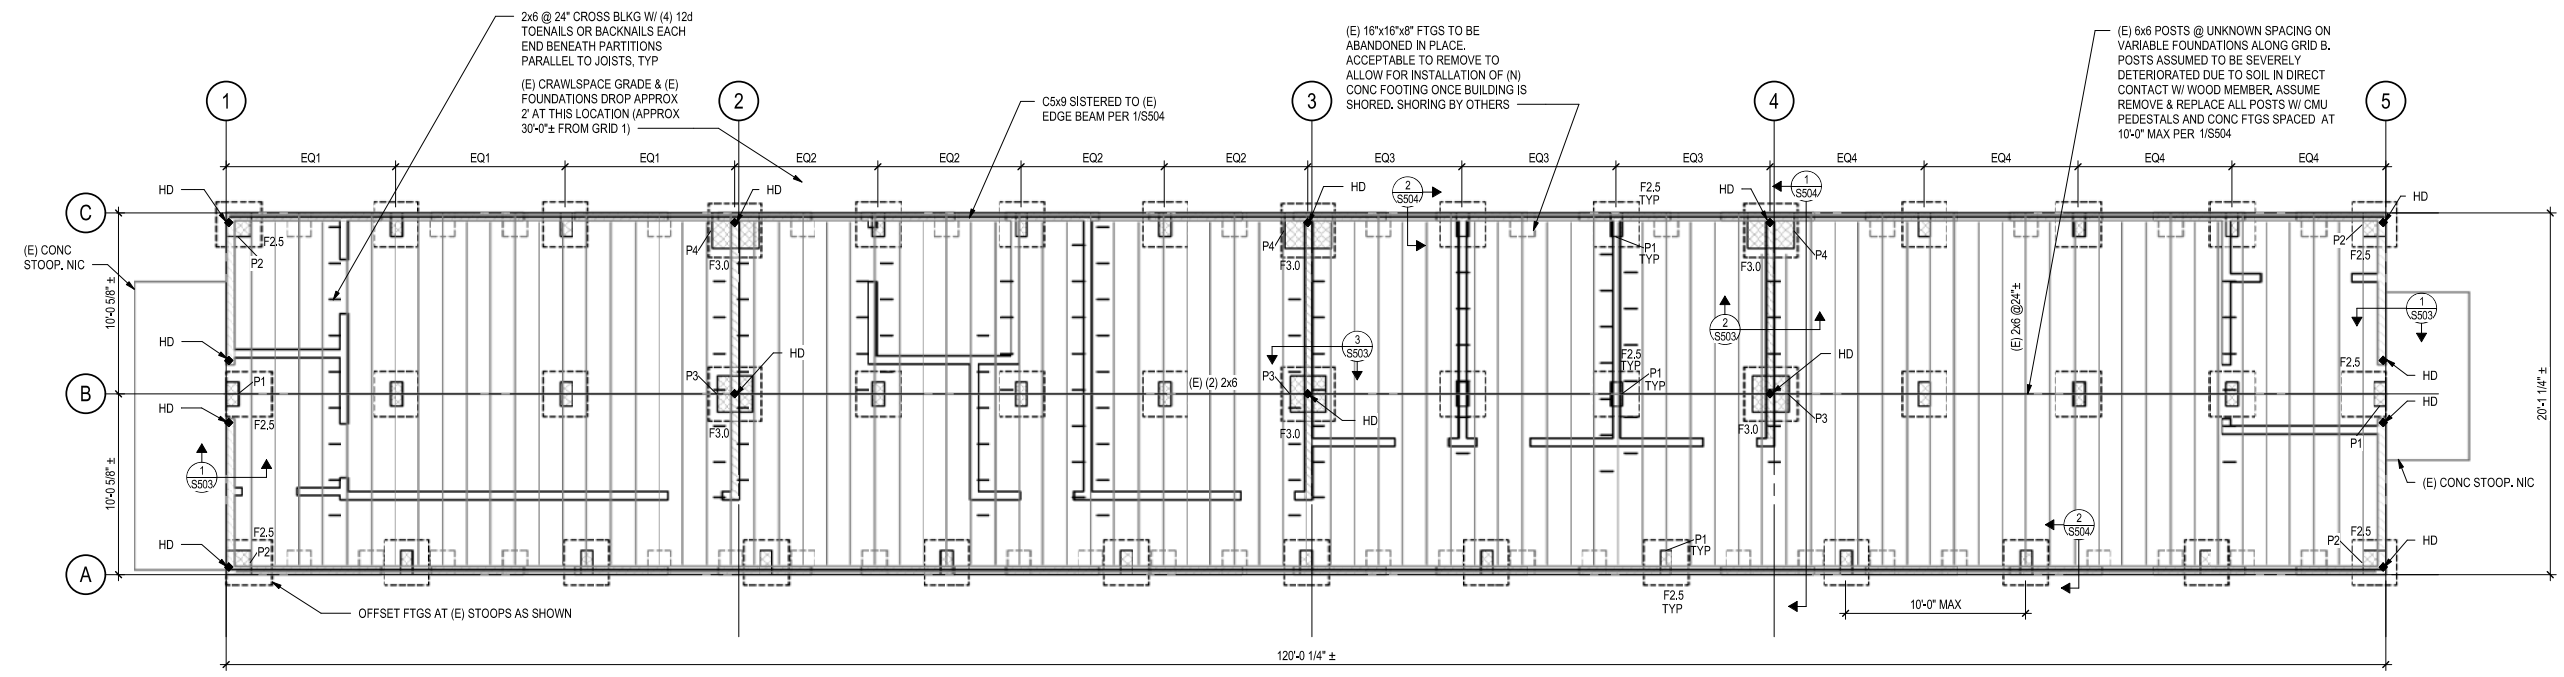 2x6 @ 24" CROSS BLKG W/ (4) 12d
TOENAILS OR BACKNAILS EACH
END BENEATH PARTITIONS
PARALLEL TO JOISTS, TYP
(E) CRAWLSPACE GRADE & (E)
FOUNDATIONS DROP APPROX
2' AT THIS LOCATION (APPROX
30'-0"± FROM GRID 1)
C5x9 SISTERED TO (E)
EDGE BEAM PER 1/S504
(E) 16"x16"x8" FTGS TO BE
ABANDONED IN PLACE.
ACCEPTABLE TO REMOVE TO
ALLOW FOR INSTALLATION OF (N)
CONC FOOTING ONCE BUILDING IS
SHORED. SHORING BY OTHERS
(E) 6x6 POSTS @ UNKNOWN SPACING ON
VARIABLE FOUNDATIONS ALONG GRID B.
POSTS ASSUMED TO BE SEVERELY
DETERIORATED DUE TO SOIL IN DIRECT
CONTACT W/ WOOD MEMBER. ASSUME
REMOVE & REPLACE ALL POSTS W/ CMU
PEDESTALS AND CONC FTGS SPACED AT
10'-0" MAX PER 1/S504
1
2
3
4
5
EQ1
EQ1
EQ1
EQ2
EQ2
EQ2
EQ2
EQ3
EQ3
EQ3
EQ4
EQ4
EQ4
EQ4
HD
HD
HD
2
S504
F2.5
TYP
HD
1
S504
HD
C
(E) CONC
STOOP. NIC
F2.5
P2
P4
F3.0
P4
F3.0
P1
TYP
P4
F3.0
P2
F2.5
10'-0 5/8" ±
HD
HD
3
S503
2
S503
(E) 2x6 @24"±
1
S503
F2.5
TYP
HD
F2.5
HD
B
P1
P3
(E) (2) 2x6
P3
P1
TYP
20'-1 1/4" ±
HD
F2.5
F3.0
F3.0
HD
F3.0
P3
HD
P1
10'-0 5/8" ±
1
S503
(E) CONC STOOP. NIC
HD
F2.5
P2
P1
TYP
2
S504
F2.5
P2
HD
A
OFFSET FTGS AT (E) STOOPS AS SHOWN
F2.5
TYP
10'-0" MAX
120'-0 1/4" ±